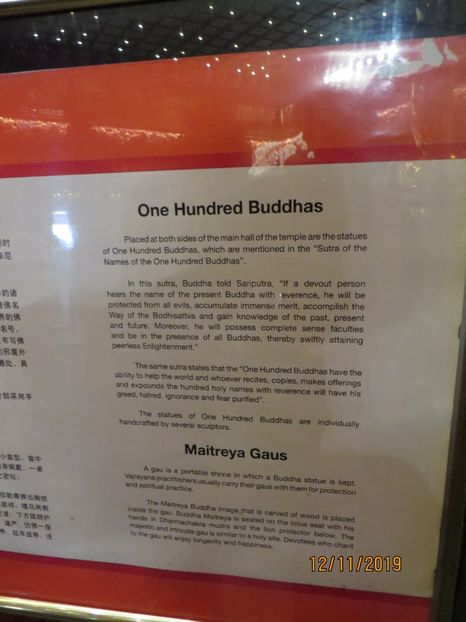 One Hundred Buddhas
Placed at both sides of the main hall of the temple are the statues
of One Hundred Buddhas, which are mentioned in the "Sutra of the
Names of the One Hundred Buddhas".
In this sutra, Buddha told Sariputra, "If a devout person
hears the name of the present Buddha with everence, he will be
protected from all evils, accumulate immense merit, accomplish the
Way of the Bodhisattva and gain knowledge of the past, present
and future. Moreover, he will possess complete sense faculties
and be in the presence of all Buddhas, thereby swiftly attaining
peerless Enlightenment."
The same sutra states that the "One Hundred Buddhas have the
ability to help the world and whoever recites, copies, makes offerings
and expounds the hundred holy names with reverence will have his
greed, hatred, ignorance and fear purified".
The statues of One Hundred Buddhas are individually
handcrafted by several sculptors.
Maitreya Gaus
A gau is a portable shrine in which a Buddha statue is kept.
Vajrayana practitioners usually carry their gaus with them for protection
and spiritual practice.
The Maitreya Buddha image that is carved of wood is placed
inside the gau. Buddha Maitreya is seated on the lotus seat with his
hands in Dharmachakra mudra and the lion protector below. The
majestic and intricate gau is similar to a holy site. Devotees who chant
to the gau will enjoy longevity and happiness.
12/11/2019